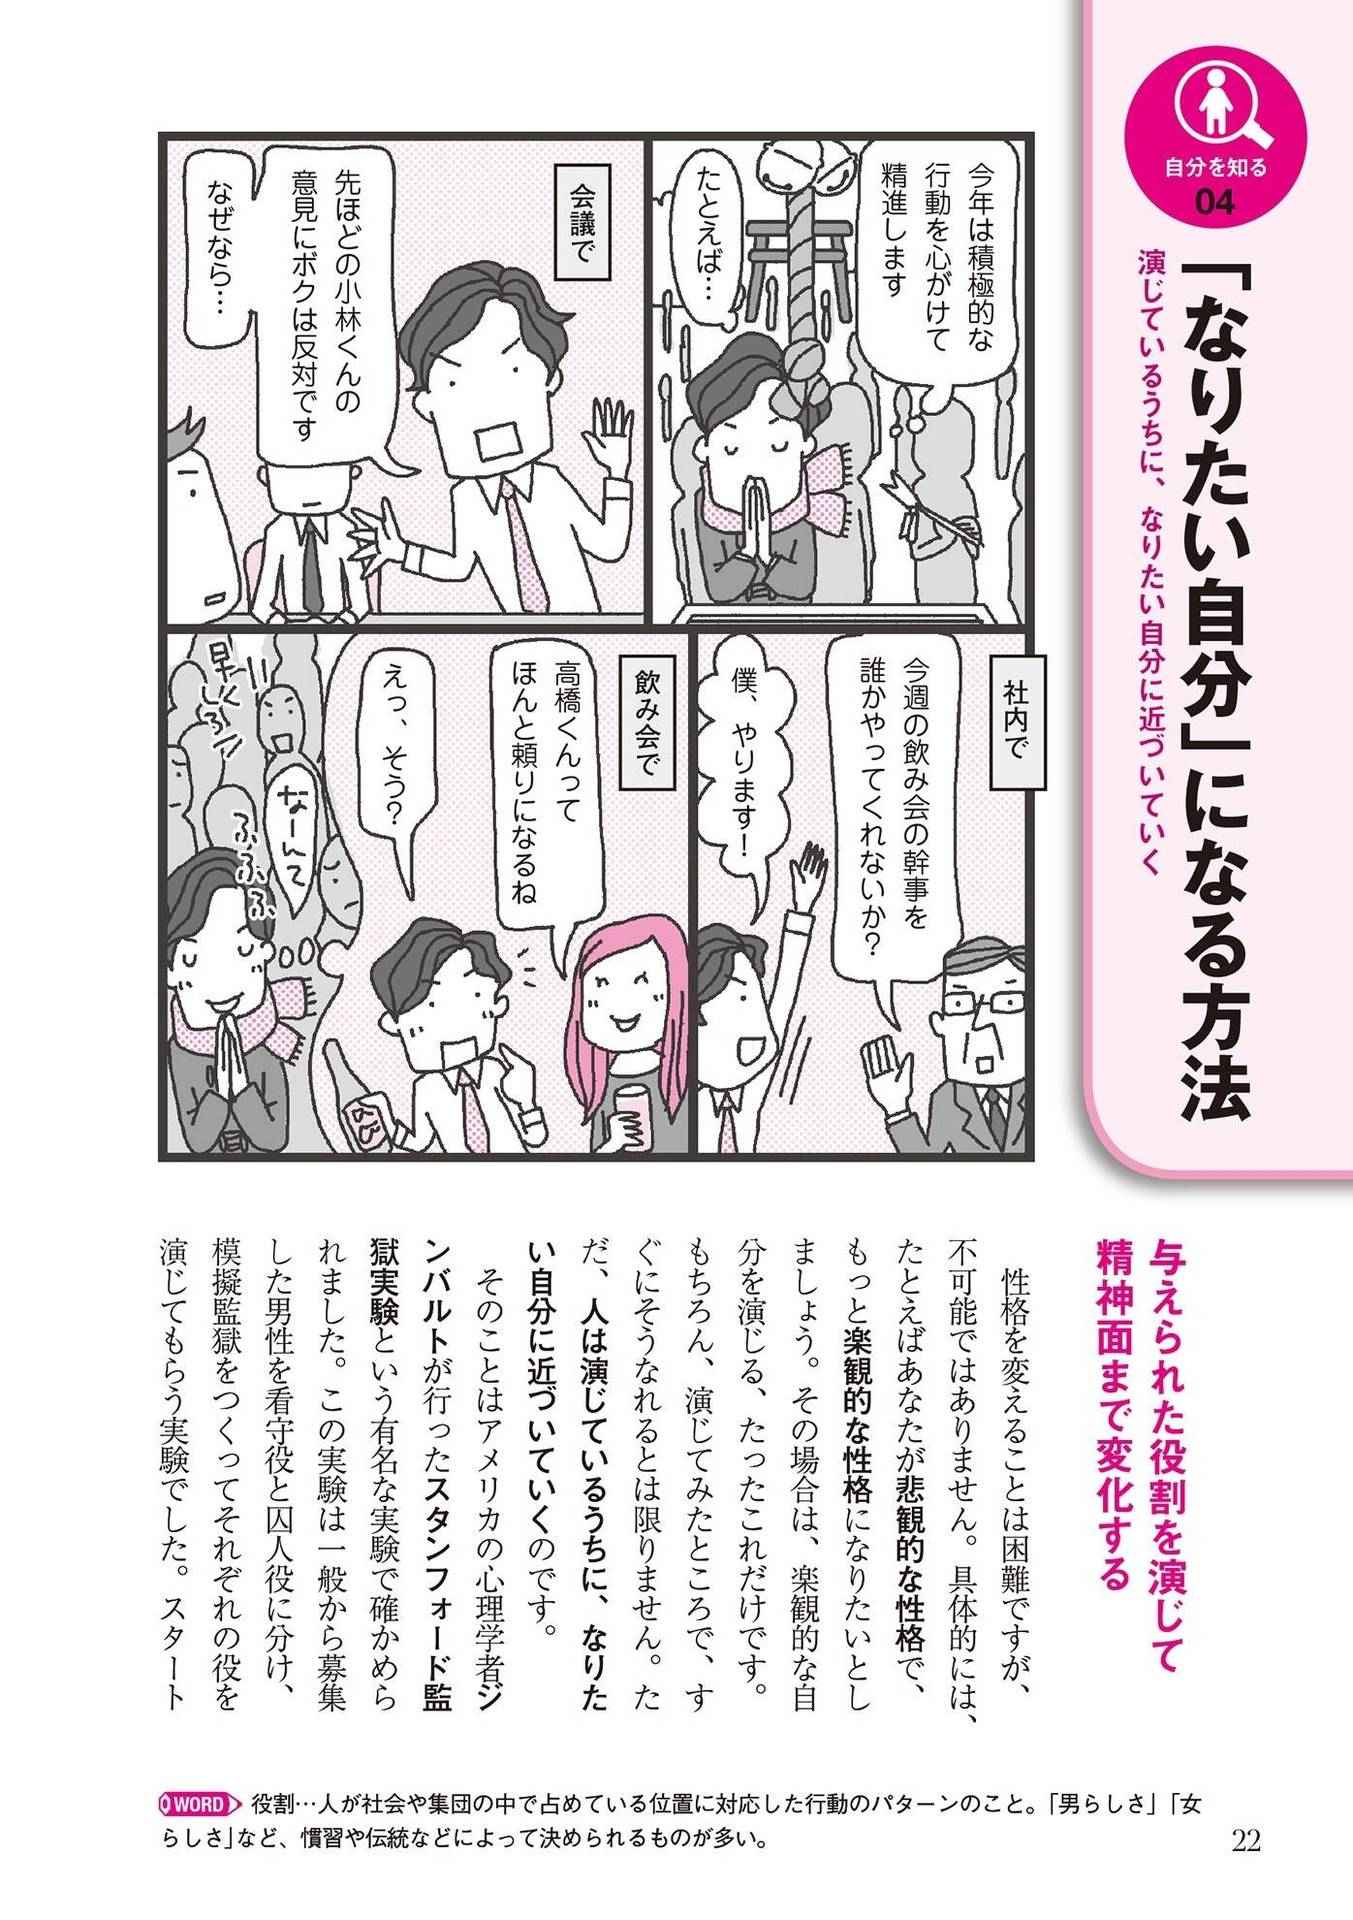 自分を知る
04
「なりたい自分」になる方法
演じているうちに、なりたい自分に近づいていく
今年は積極的な
行動を心がけて
精進します
たとえば…
会議で
先ほどの小林くんの
意見にボクは反対です
なぜなら…
社内で
今週の飲み会の幹事を
誰かやってくれないか？
僕、やります！
飲み会で
高橋くんって
ほんと頼りになるね
えっ、そう？
なーんて
ふふふふ
早くしろ
与えられた役割を演じて
精神面まで変化する
性格を変えることは困難ですが、
不可能ではありません。具体的には、
たとえばあなたが悲観的な性格で、
もっと楽観的な性格になりたいとし
ましょう。その場合は、楽観的な自
分を演じる、たったこれだけです。
もちろん、演じてみたところで、す
ぐにそうなれるとは限りません。た
だ、人は演じているうちに、なりた
い自分に近づいていくのです。
そのことはアメリカの心理学者ジ
ンバルトが行ったスタンフォード監
獄実験という有名な実験で確かめら
れました。この実験は一般から募集
した男性を看守役と囚人役に分け、
模擬監獄をつくってそれぞれの役を
演じてもらう実験でした。スタート
WORD 役割…人が社会や集団の中で占めている位置に対応した行動のパターンのこと。「男らしさ」「女
らしさ」など、慣習や伝統などによって決められるものが多い。
22